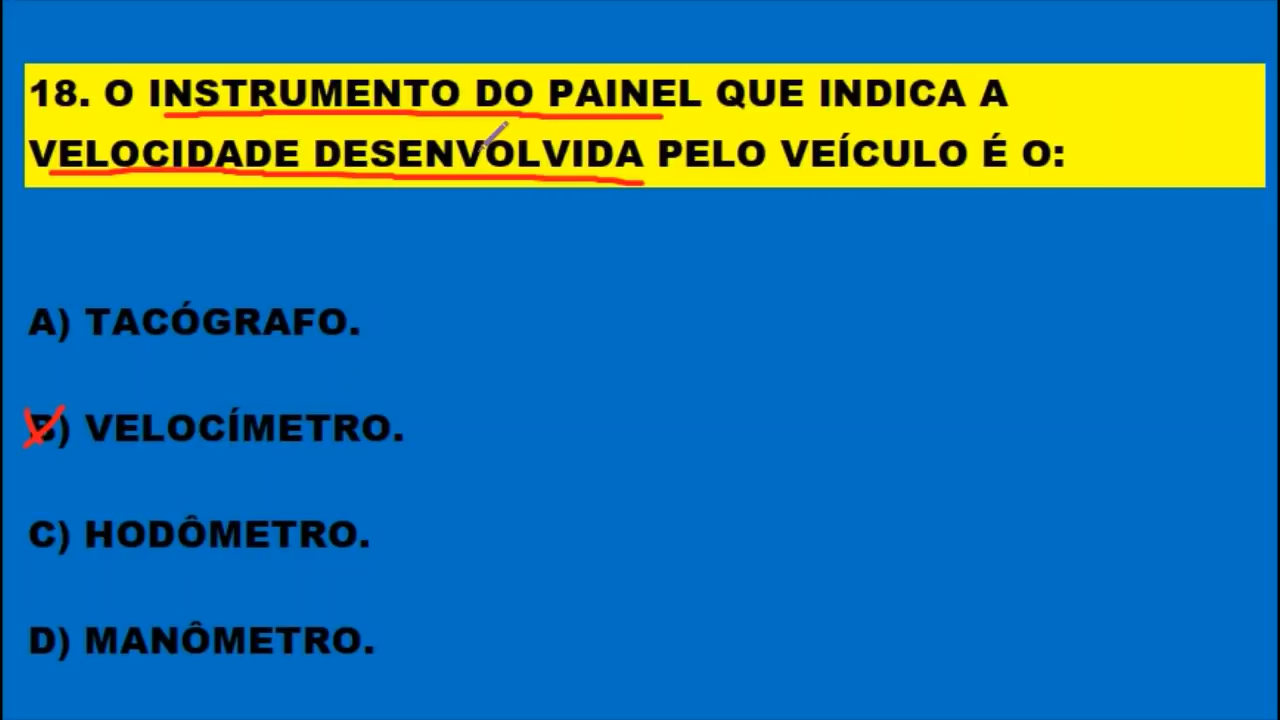 18. O INSTRUMENTO DO PAINEL QUE INDICA A
VELOCIDADE DESENVOLVIDA PELO VEÍCULO É O:
A) TACÓGRAFO.
B) VELOCÍMETRO.
C) HODÔMETRO.
D) MANÔMETRO.